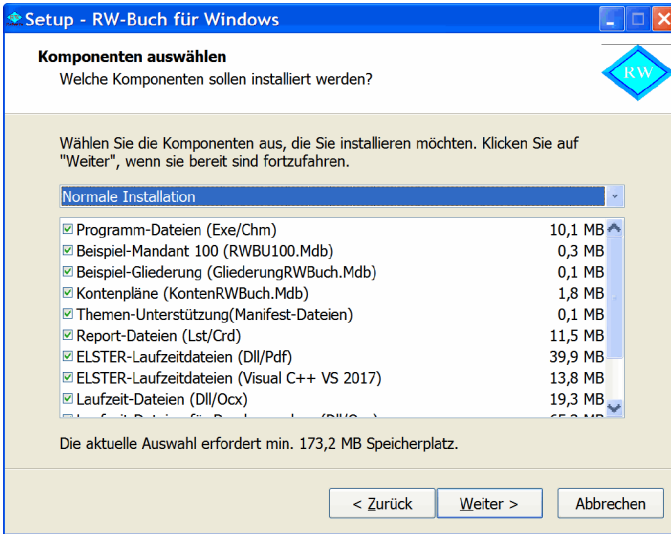 Setup - RW-Buch für Windows
Komponenten auswählen
Welche Komponenten sollen installiert werden?
RW
Wählen Sie die Komponenten aus, die Sie installieren möchten. Klicken Sie auf
"Weiter", wenn sie bereit sind fortzufahren.
Normale Installation
Programm-Dateien (Exe/Chm) 10,1 MB
Beispiel-Mandant 100 (RWBU100.Mdb) 0,3 MB
Beispiel-Gliederung (GliederungRWBuch.Mdb) 0,1 MB
Kontenpläne (KontenRWBuch.Mdb) 1,8 MB
Themen-Unterstützung(Manifest-Dateien) 0,1 MB
Report-Dateien (Lst/Crd) 11,5 MB
ELSTER-Laufzeitdateien (Dll/Pdf) 39,9 MB
ELSTER-Laufzeitdateien (Visual C++ VS 2017) 13,8 MB
Laufzeit-Dateien (Dll/Ocx) 19,3 MB
Die aktuelle Auswahl erfordert min. 173,2 MB Speicherplatz.
< Zurück Weiter > Abbrechen